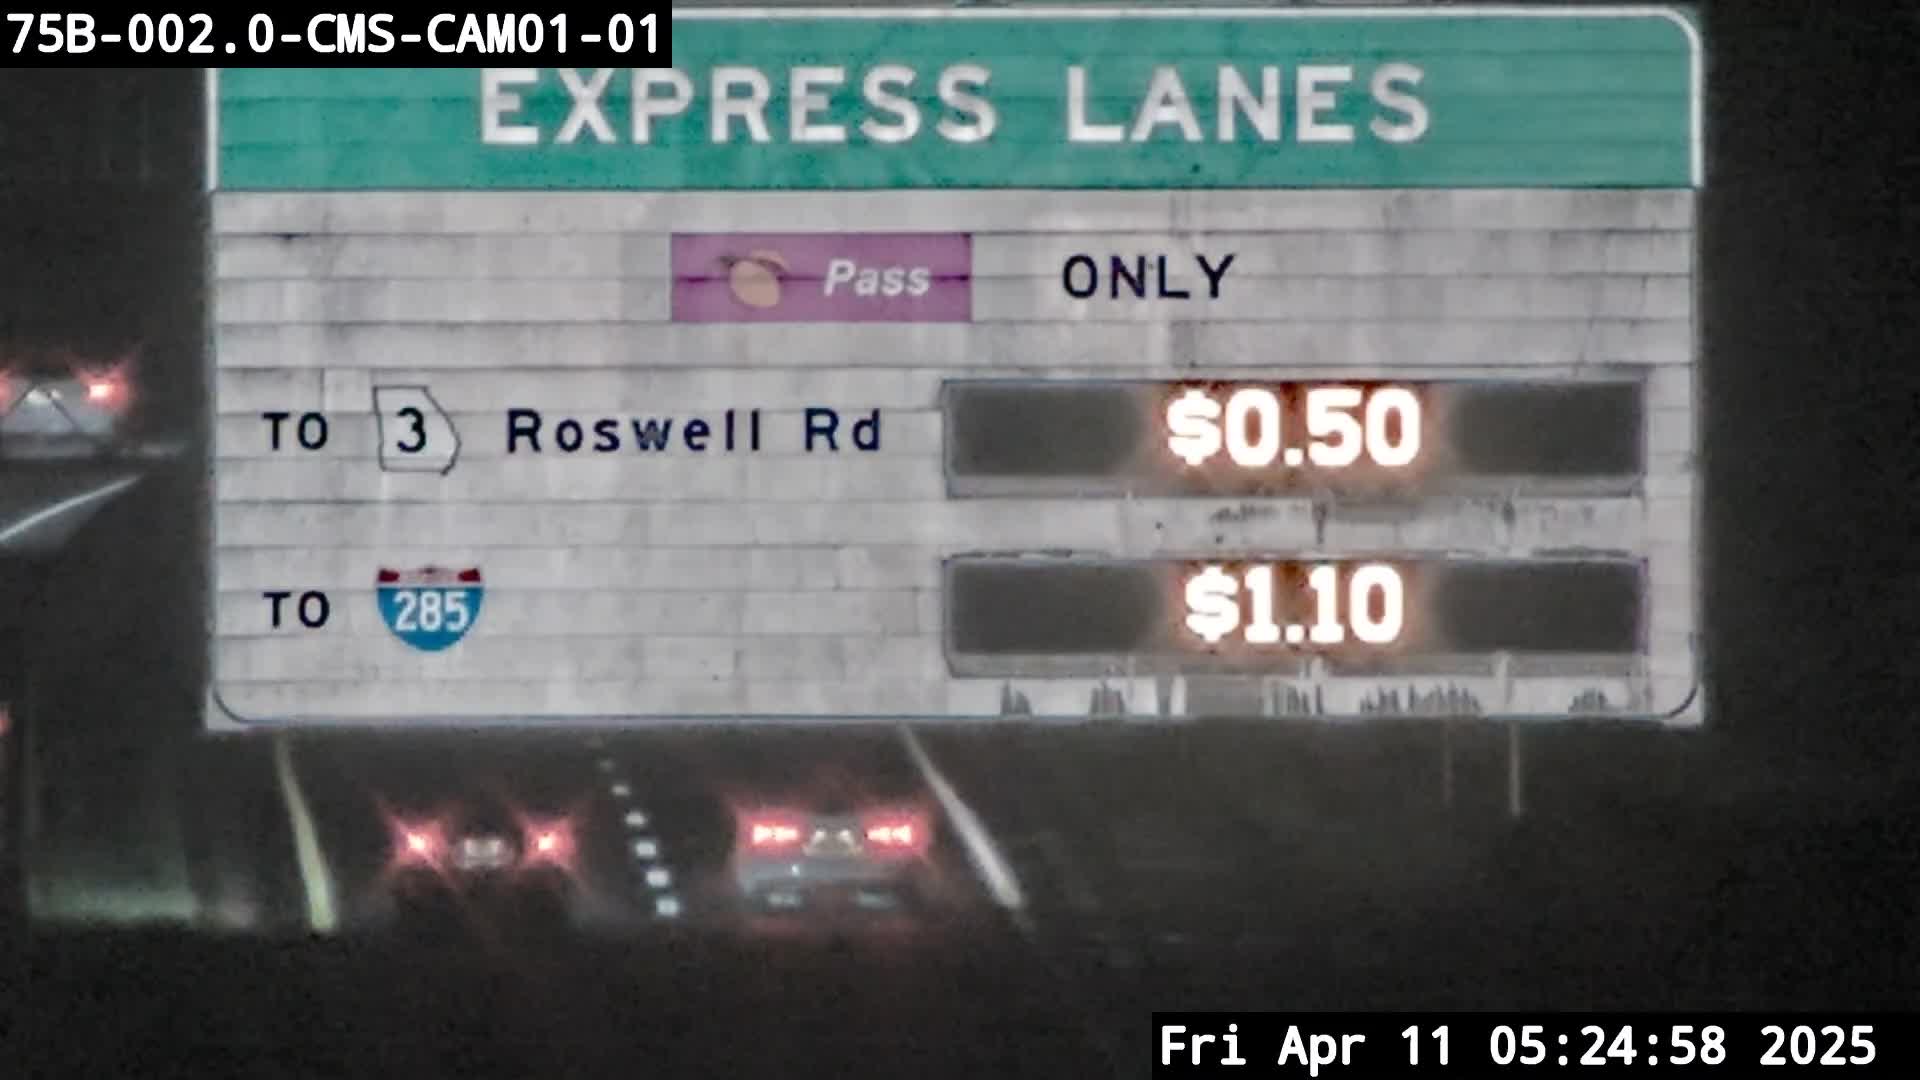 75B-002.0-CMS-CAM01-01
EXPRESS LANES
Pass ONLY
TO 3 Roswell Rd $0.50
TO 285 $1.10
Fri Apr 11 05:24:58 2025